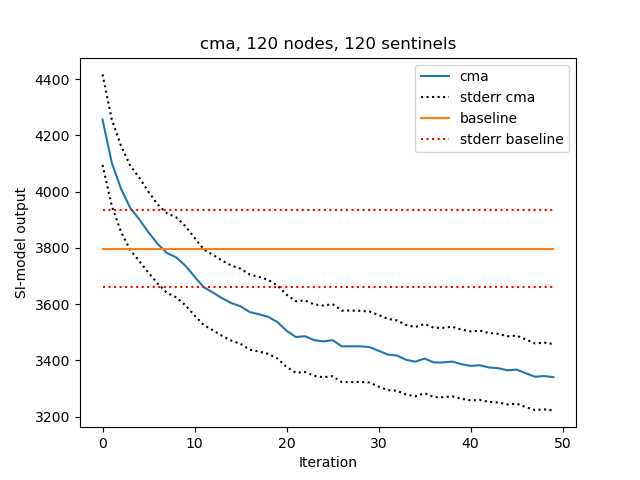 cma, 120 nodes, 120 sentinels
4400
4200
4000
3800
3600
3400
3200
SI-model output
cma
stderr cma
baseline
stderr baseline
0 10 20 30 40 50
Iteration